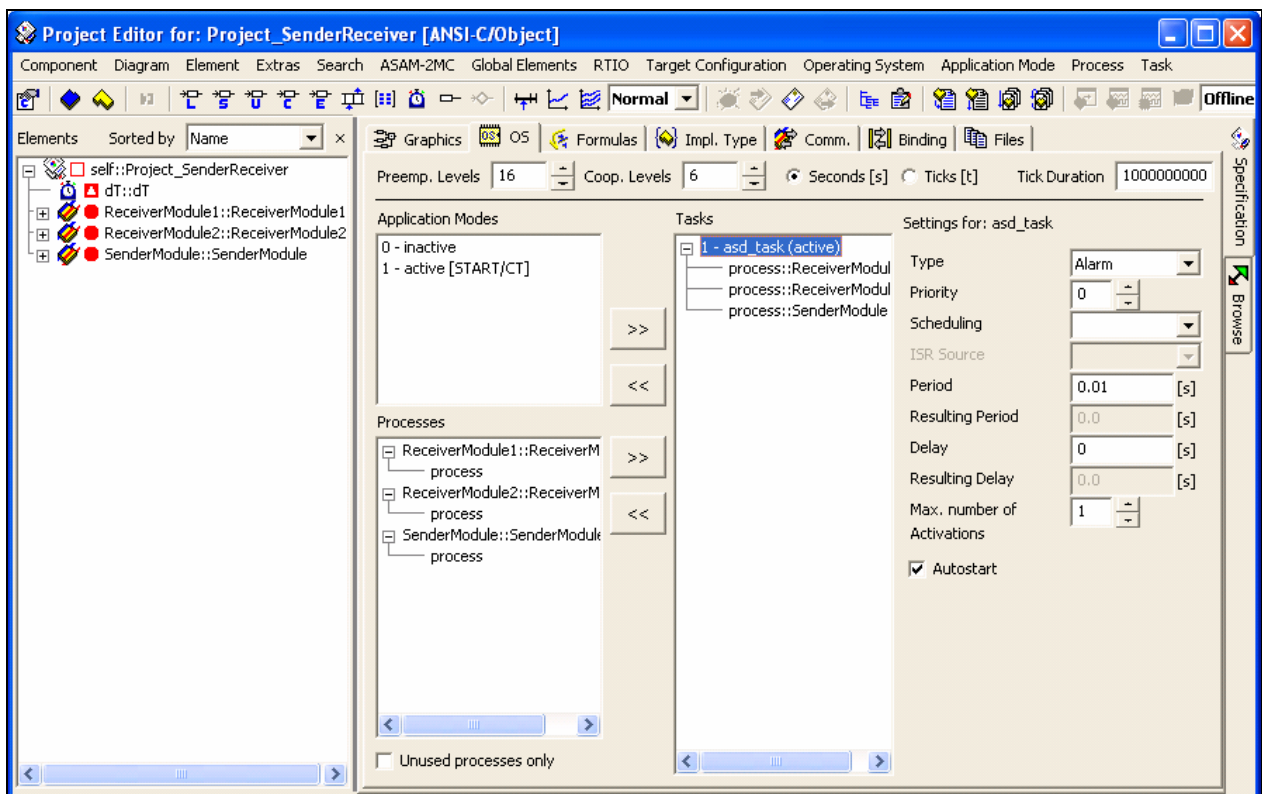 Project Editor for: Project_SenderReceiver [ANSI-C/Object]
Component Diagram Element Extras Search ASAM-2MC Global Elements RTIO Target Configuration Operating System Application Mode Process Task
Normal Offline
Elements Sorted by Name
self::Project_SenderReceiver
dT::dT
ReceiverModule1::ReceiverModule1
ReceiverModule2::ReceiverModule2
SenderModule::SenderModule
Graphics OS Formulas Impl. Type Comm. Binding Files
Preemp. Levels 16 Coop. Levels 6 Seconds [s] Ticks [t] Tick Duration 1000000000
Application Modes
0 - inactive
1 - active [START/CT]
>>
<<
Processes
ReceiverModule1::ReceiverM
process
ReceiverModule2::ReceiverM
process
SenderModule::SenderModule
process
>>
<<
Unused processes only
Tasks
1 - asd_task (active)
process::ReceiverModul
process::ReceiverModul
process::SenderModule
Settings for: asd_task
Type Alarm
Priority 0
Scheduling
ISR Source
Period 0.01 [s]
Resulting Period 0.0 [s]
Delay 0 [s]
Resulting Delay 0.0 [s]
Max. number of 1
Activations
Autostart
Specification
Browse